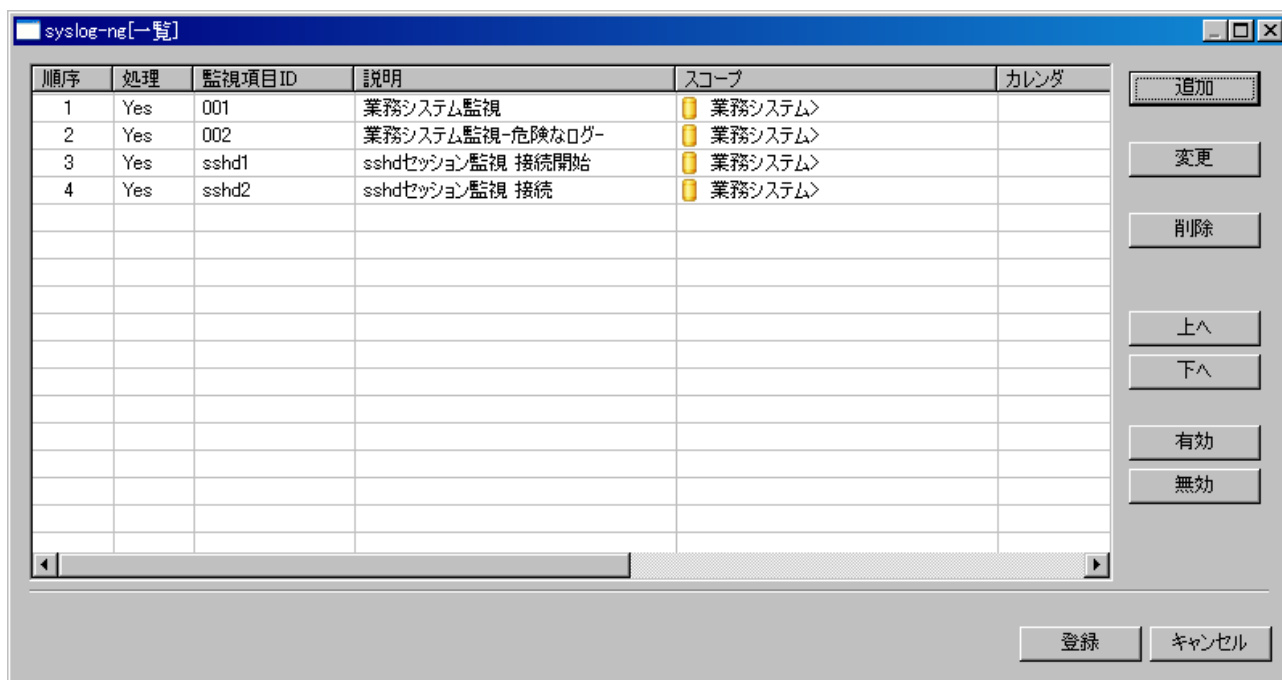 syslog-ng[一覧]
順序 処理 監視項目ID 説明 スコープ カレンダ
1 Yes 001 業務システム監視 業務システム>
2 Yes 002 業務システム監視-危険なログ- 業務システム>
3 Yes sshd1 sshdセッション監視 接続開始 業務システム>
4 Yes sshd2 sshdセッション監視 接続 業務システム>
追加
変更
削除
上へ
下へ
有効
無効
登録 キャンセル